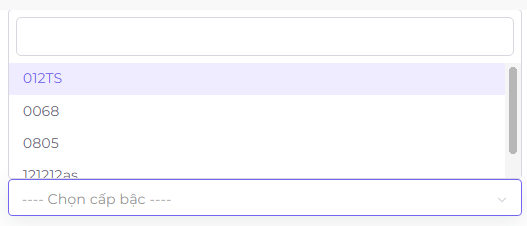 012TS
0068
0805
121212as
---- Chọn cấp bậc ----